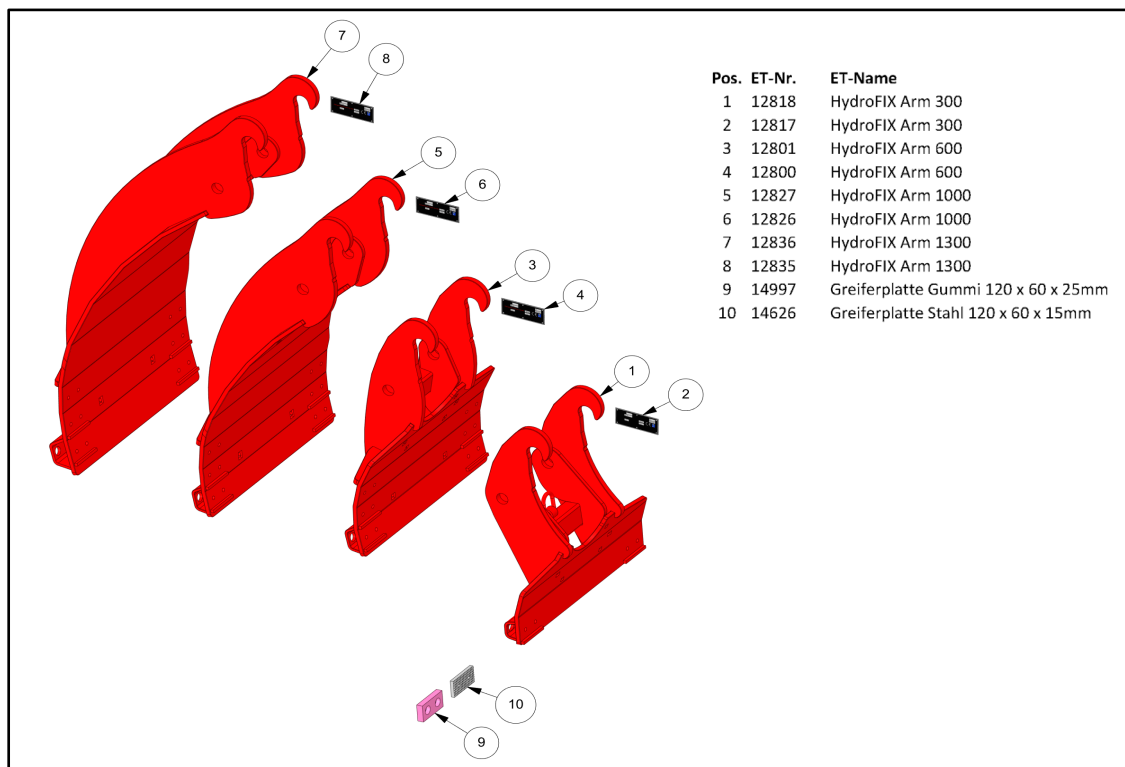 Pos. ET-Nr. ET-Name
1 12818 HydroFIX Arm 300
2 12817 HydroFIX Arm 300
3 12801 HydroFIX Arm 600
4 12800 HydroFIX Arm 600
5 12827 HydroFIX Arm 1000
6 12826 HydroFIX Arm 1000
7 12836 HydroFIX Arm 1300
8 12835 HydroFIX Arm 1300
9 14997 Greiferplatte Gummi 120 x 60 x 25mm
10 14626 Greiferplatte Stahl 120 x 60 x 15mm
7
8
5
6
3
4
1
2
10
9